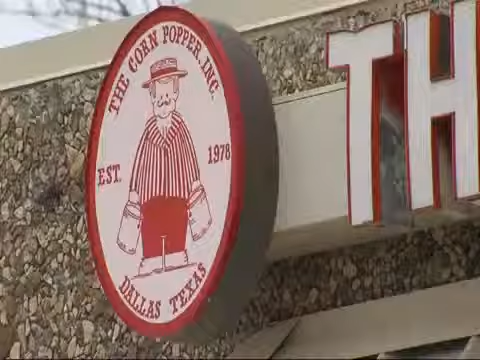 THE CORN POPPER, INC.
EST. 1978
DALLAS TEXAS
TH